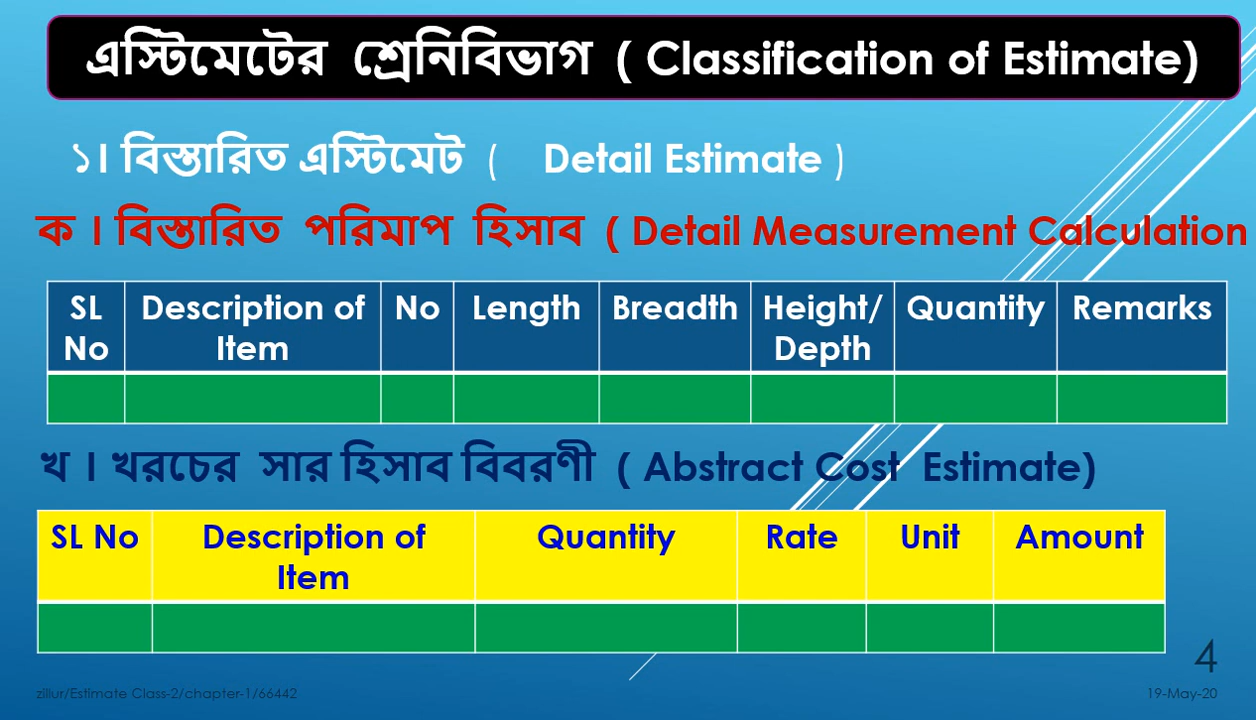 এস্টিমেটের শ্রেনিবিভাগ ( Classification of Estimate)
১। বিস্তারিত এস্টিমেট ( Detail Estimate )
ক । বিস্তারিত পরিমাপ হিসাব ( Detail Measurement Calculation
SL No Description of Item No Length Breadth Height/ Depth Quantity Remarks
খ । খরচের সার হিসাব বিবরণী ( Abstract Cost Estimate)
SL No Description of Item Quantity Rate Unit Amount
4
zillur/Estimate Class-2/chapter-1/66442
19-May-20